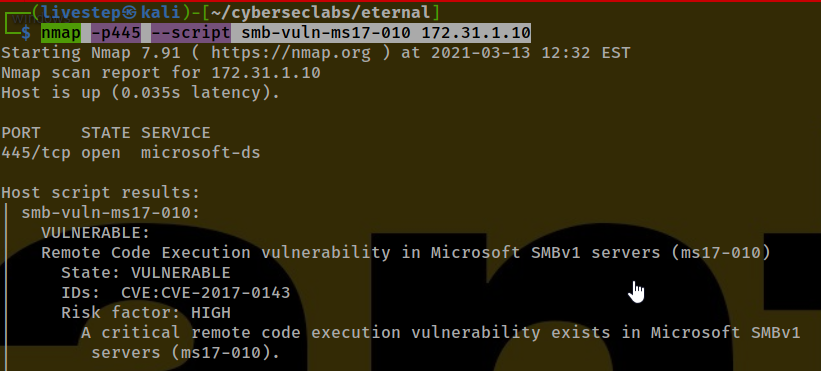 (livestep㉿kali)-[~/cyberseclabs/eternal]
$ nmap -p445 --script smb-vuln-ms17-010 172.31.1.10
Starting Nmap 7.91 ( https://nmap.org ) at 2021-03-13 12:32 EST
Nmap scan report for 172.31.1.10
Host is up (0.035s latency).
PORT    STATE SERVICE
445/tcp open  microsoft-ds
Host script results:
| smb-vuln-ms17-010:
|   VULNERABLE:
|   Remote Code Execution vulnerability in Microsoft SMBv1 servers (ms17-010)
|     State: VULNERABLE
|     IDs:  CVE:CVE-2017-0143
|     Risk factor: HIGH
|       A critical remote code execution vulnerability exists in Microsoft SMBv1
|        servers (ms17-010).